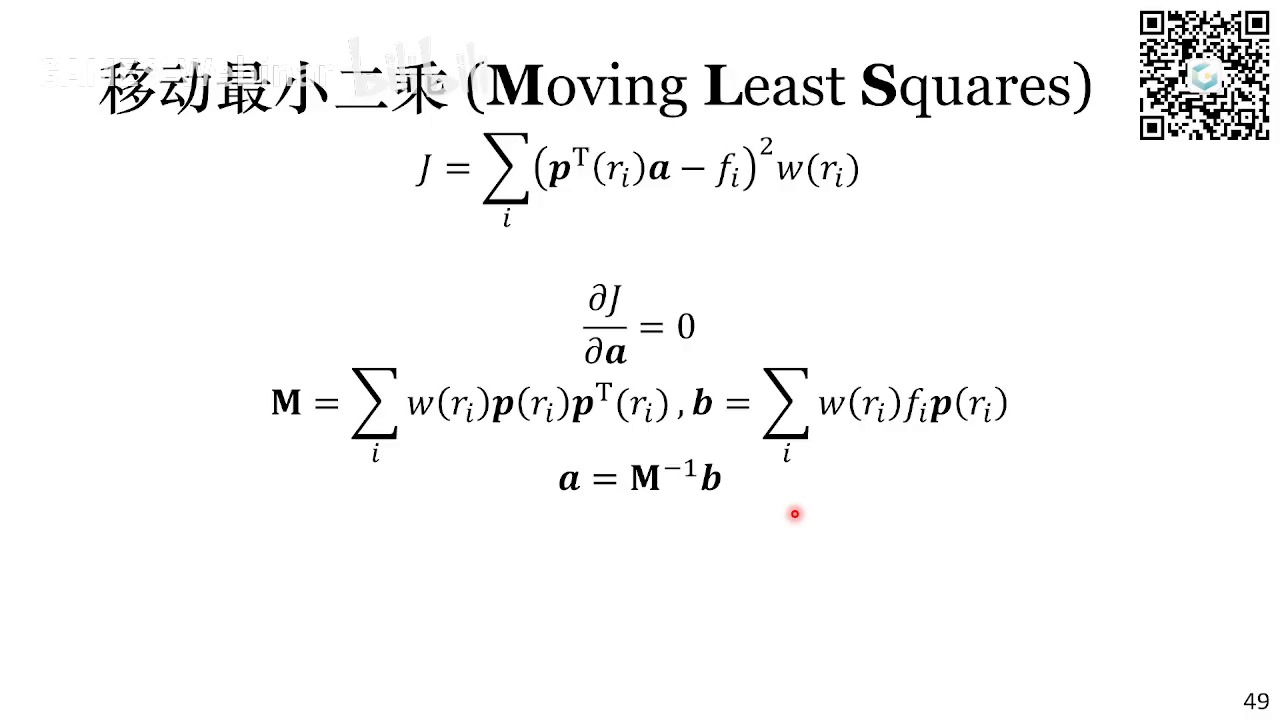 移动最小二乘 (Moving Least Squares)
J = ∑_i (p^T(r_i)a − f_i)^2 w(r_i)
∂J/∂a = 0
M = ∑_i w(r_i)p(r_i)p^T(r_i) , b = ∑_i w(r_i)f_i p(r_i)
a = M^{−1}b
49